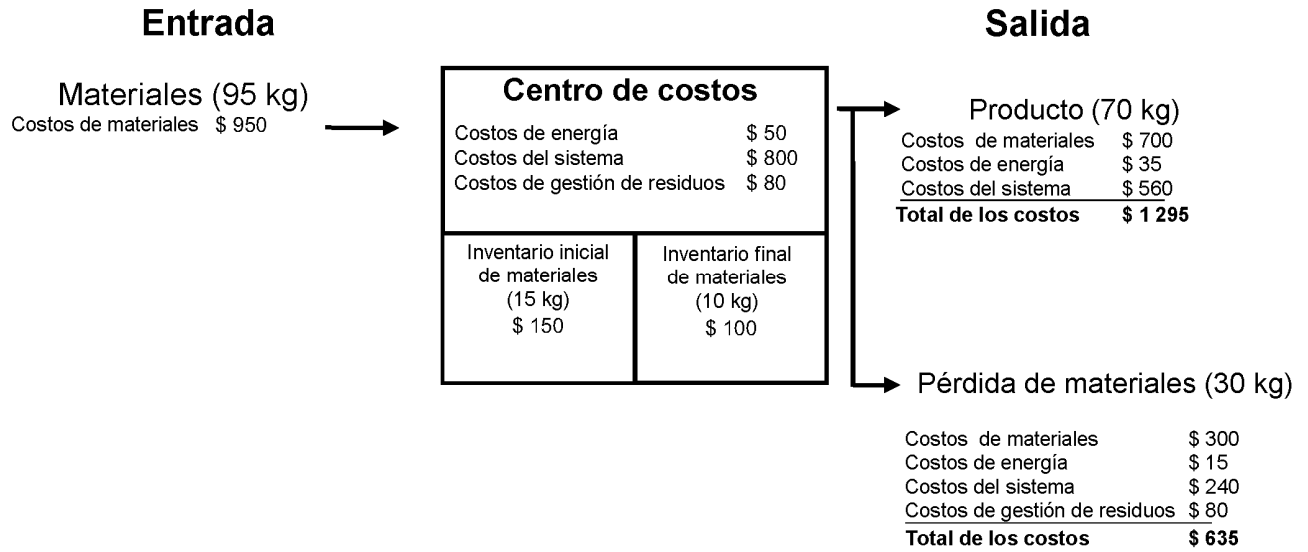 Entrada
Salida
Materiales (95 kg)
Costos de materiales $ 950
Centro de costos
Costos de energía $ 50
Costos del sistema $ 800
Costos de gestión de residuos $ 80
Inventario inicial
de materiales
(15 kg)
$ 150
Inventario final
de materiales
(10 kg)
$ 100
Producto (70 kg)
Costos de materiales $ 700
Costos de energía $ 35
Costos del sistema $ 560
Total de los costos $ 1 295
Pérdida de materiales (30 kg)
Costos de materiales $ 300
Costos de energía $ 15
Costos del sistema $ 240
Costos de gestión de residuos $ 80
Total de los costos $ 635